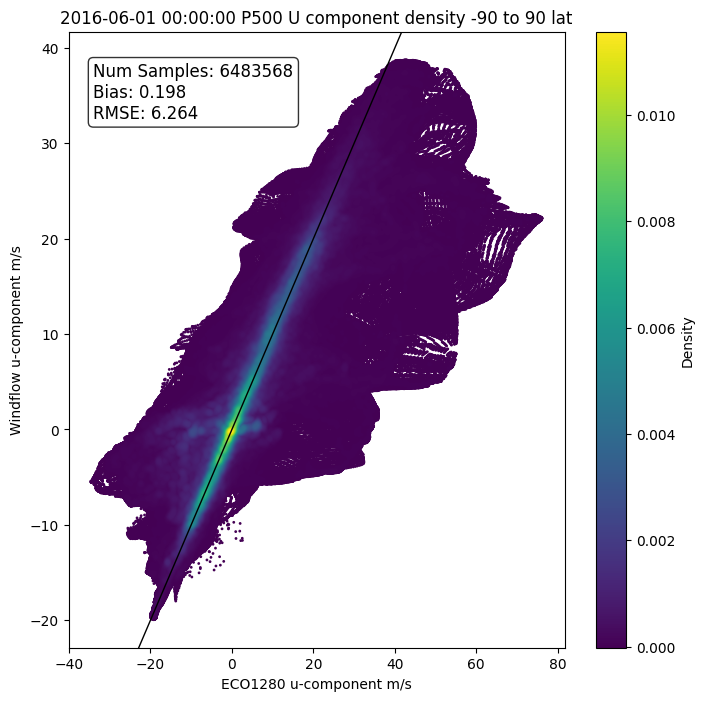 2016-06-01 00:00:00 P500 U component density -90 to 90 lat
Num Samples: 6483568
Bias: 0.198
RMSE: 6.264
40
30
20
10
0
−10
−20
Windflow u-component m/s
−40
−20
0
20
40
60
80
ECO1280 u-component m/s
0.010
0.008
0.006
0.004
0.002
0.000
Density